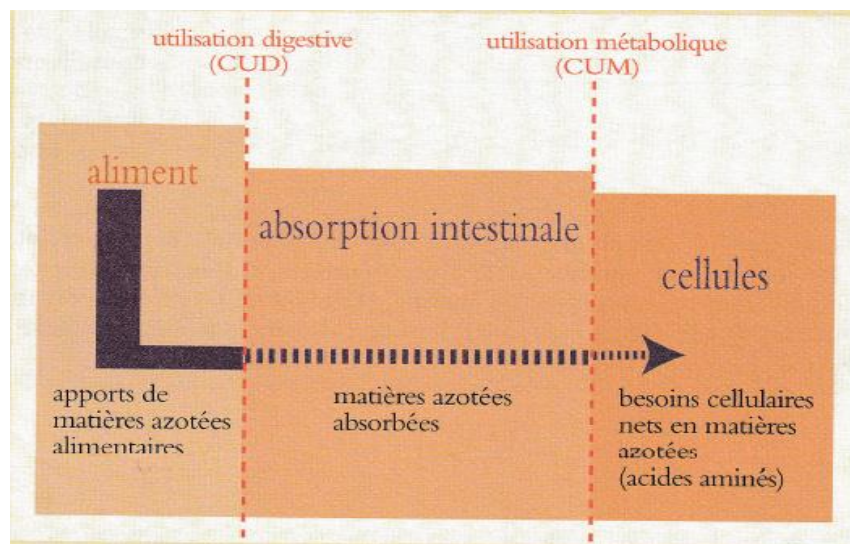 utilisation digestive
(CUD)
utilisation métabolique
(CUM)
aliment
absorption intestinale
cellules
apports de
matières azotées
alimentaires
matières azotées
absorbées
besoins cellulaires
nets en matières
azotées
(acides aminés)